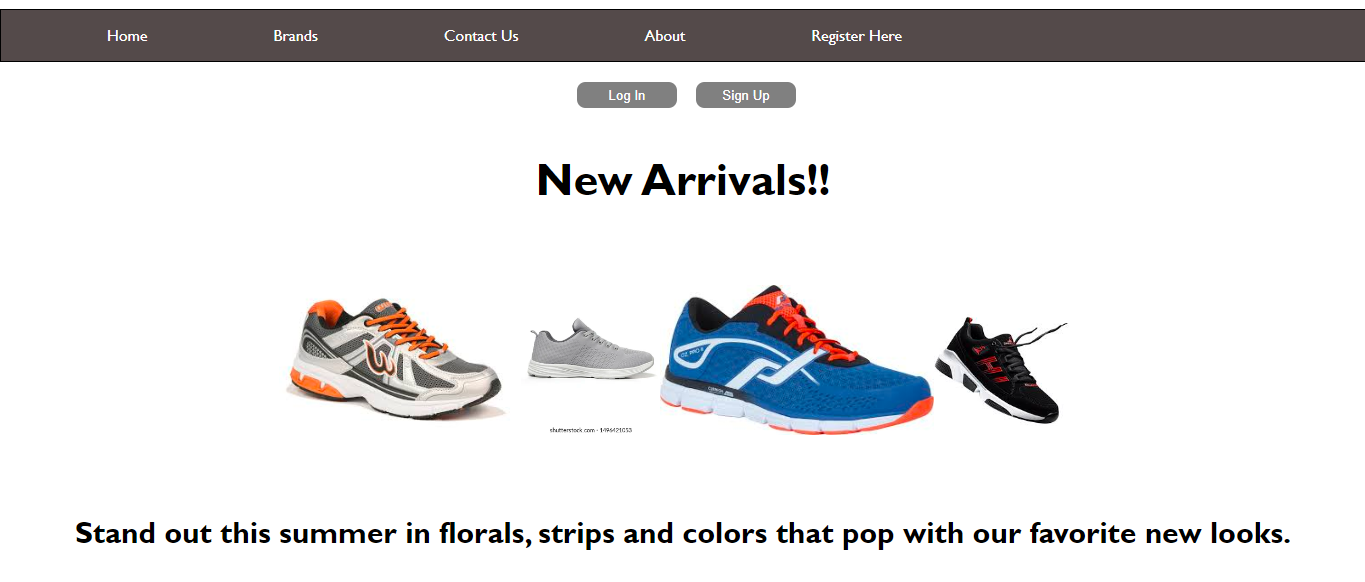 Home Brands Contact Us About Register Here
Log In Sign Up
New Arrivals!!
shutterstock.com · 1496421053
Stand out this summer in florals, strips and colors that pop with our favorite new looks.